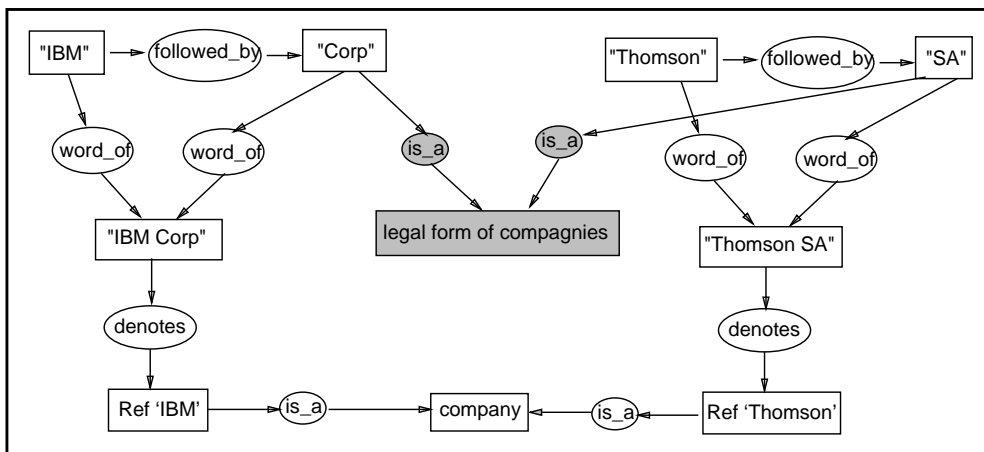 "IBM" followed_by "Corp" "Thomson" followed_by "SA"
word_of word_of is_a is_a word_of word_of
"IBM Corp" legal form of compagnies "Thomson SA"
denotes denotes
Ref ‘IBM’ is_a company is_a Ref ‘Thomson’